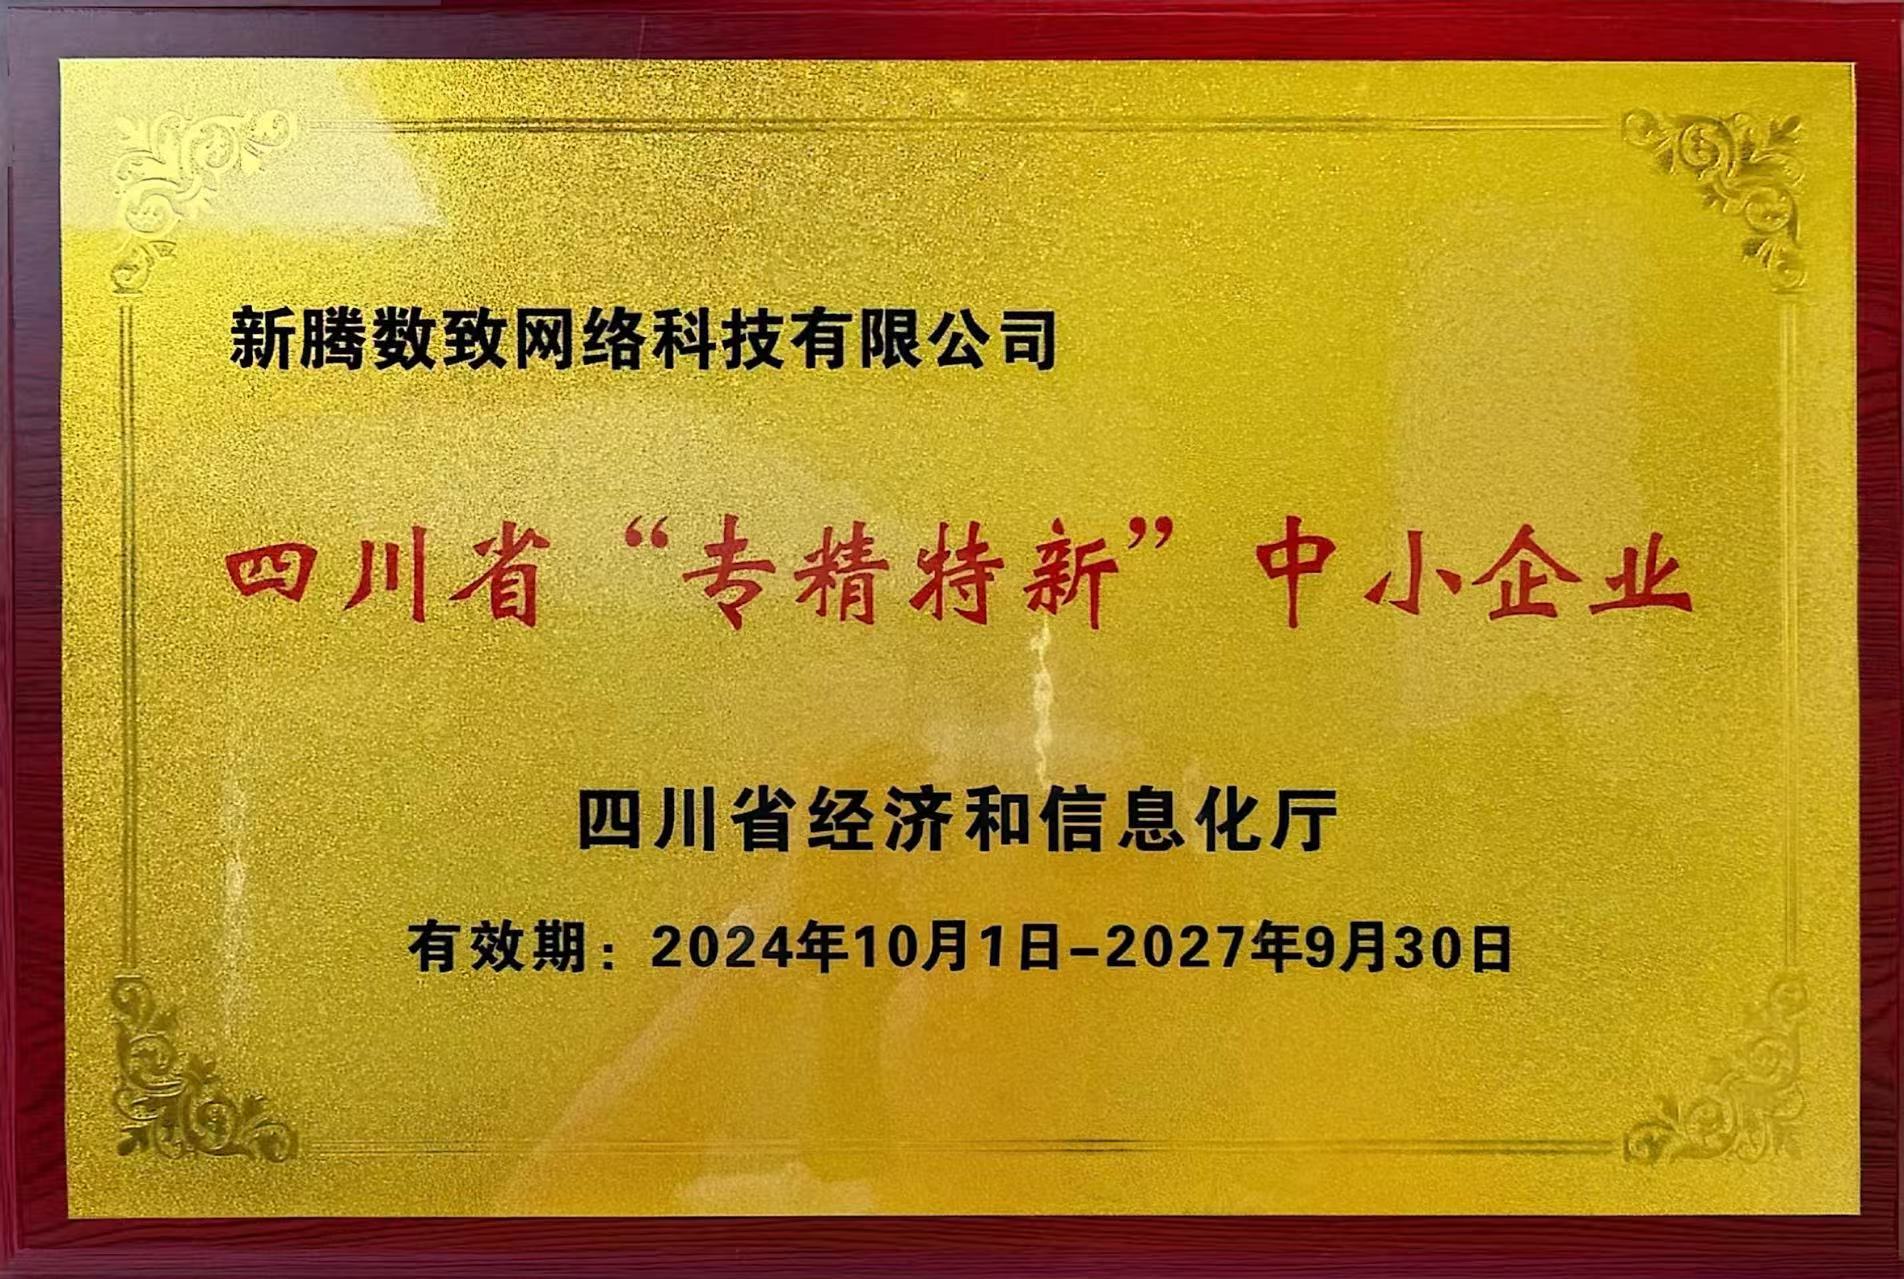 新腾数致网络科技有限公司
四川省“专精特新”中小企业
四川省经济和信息化厅
有效期：2024年10月1日-2027年9月30日